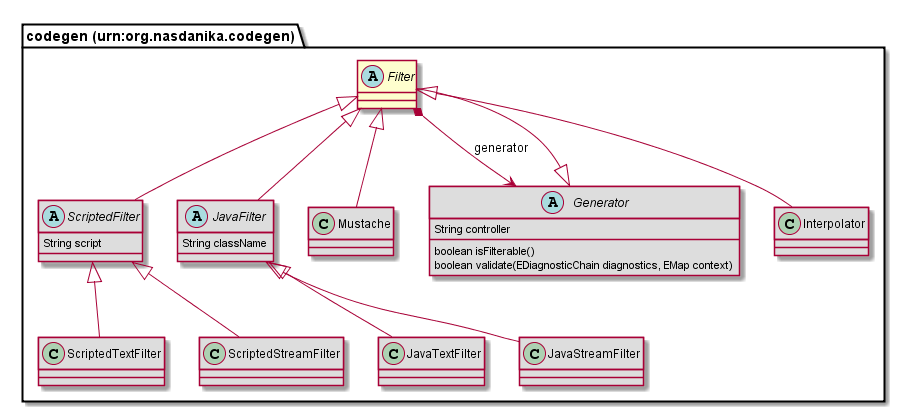 codegen (urn:org.nasdanika.codegen)
A Filter
generator
A ScriptedFilter
String script
A JavaFilter
String className
C Mustache
A Generator
String controller
boolean isFilterable()
boolean validate(EDiagnosticChain diagnostics, EMap context)
C Interpolator
C ScriptedTextFilter
C ScriptedStreamFilter
C JavaTextFilter
C JavaStreamFilter